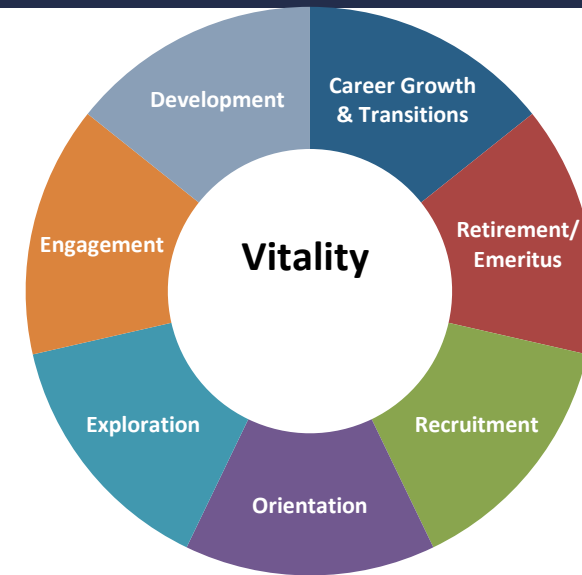 Development
Career Growth
& Transitions
Engagement
Vitality
Retirement/
Emeritus
Exploration
Recruitment
Orientation